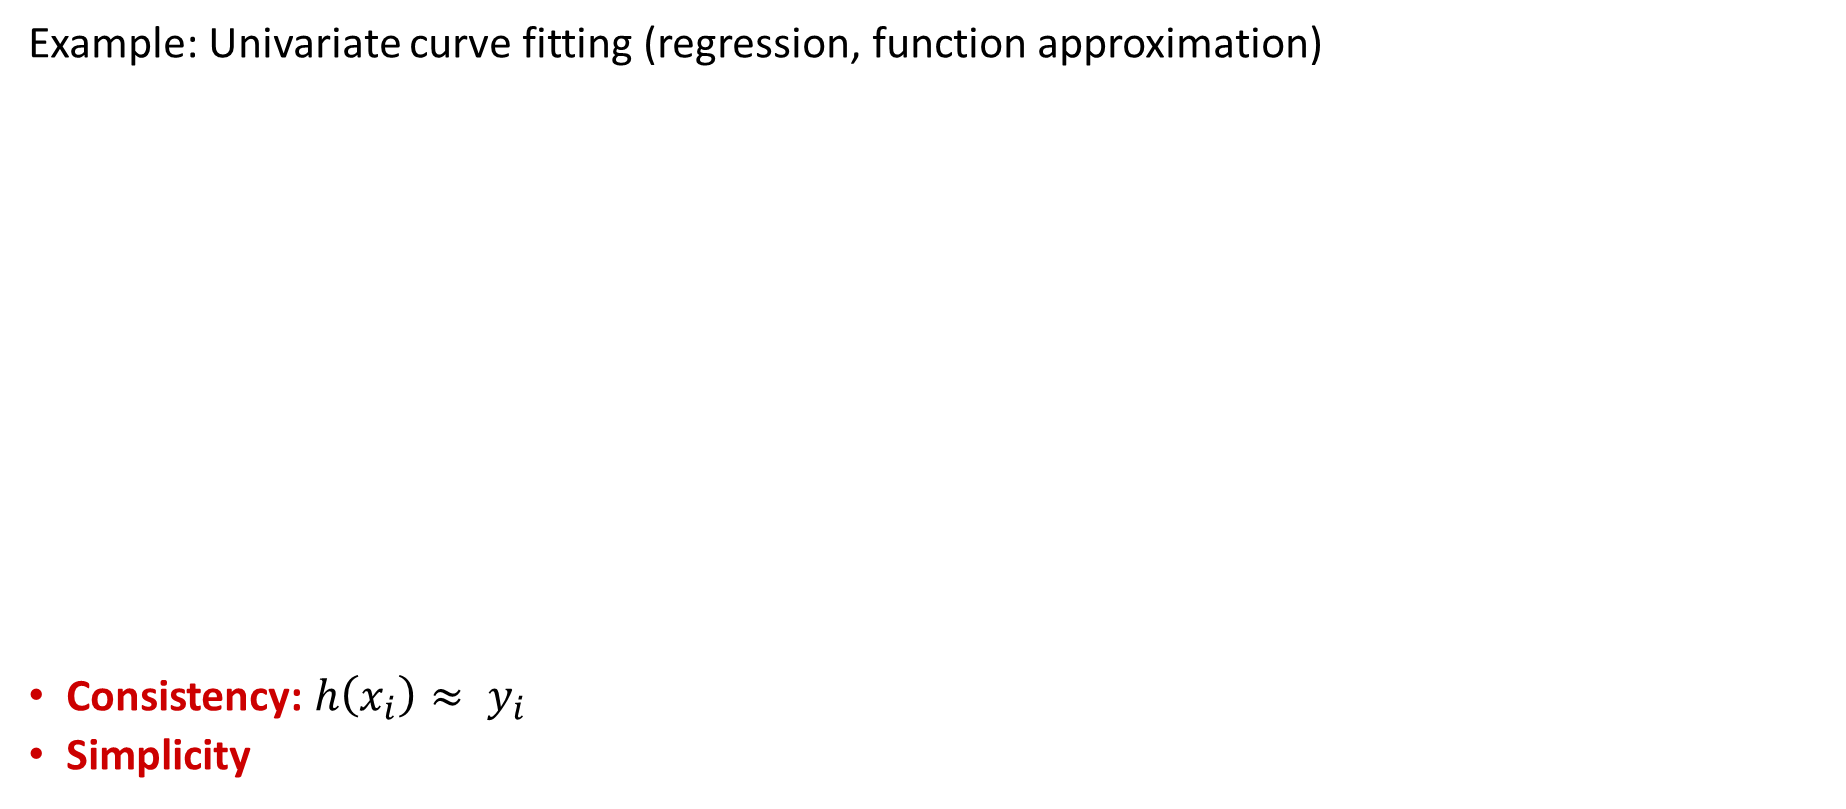 Example: Univariate curve fitting (regression, function approximation)
• Consistency: ℎ(𝑥ᵢ) ≈ 𝑦ᵢ
• Simplicity